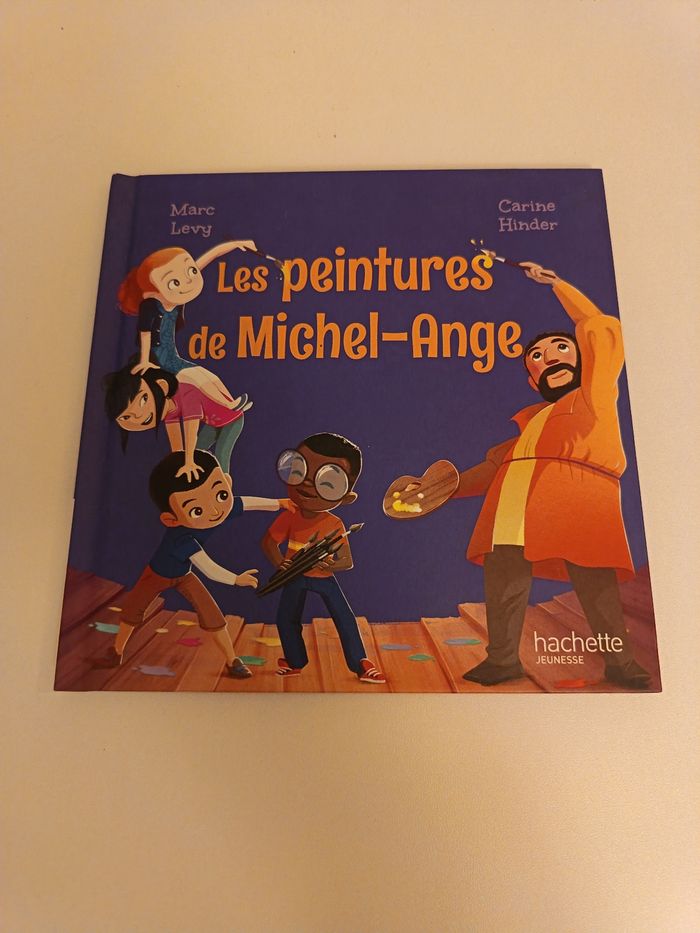 Marc
Levy
Carine
Hinder
Les peintures
de Michel-Ange
hachette
JEUNESSE